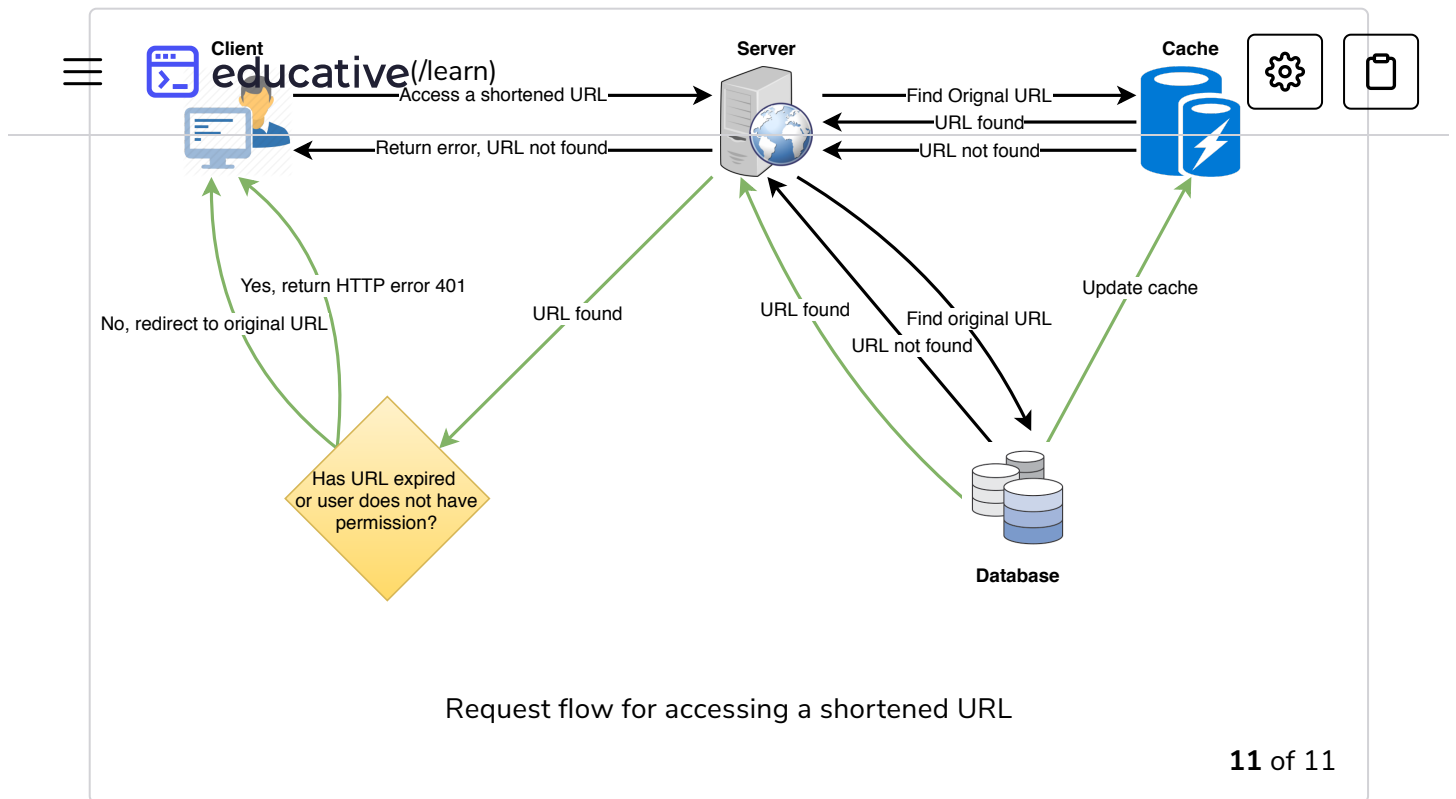 Client
Server
Cache
educative(/learn)
Access a shortened URL
Find Orignal URL
URL found
Return error, URL not found
URL not found
Yes, return HTTP error 401
Update cache
URL found
URL found
No, redirect to original URL
Find original URL
URL not found
Has URL expired
or user does not have
permission?
Database
Request flow for accessing a shortened URL
11 of 11